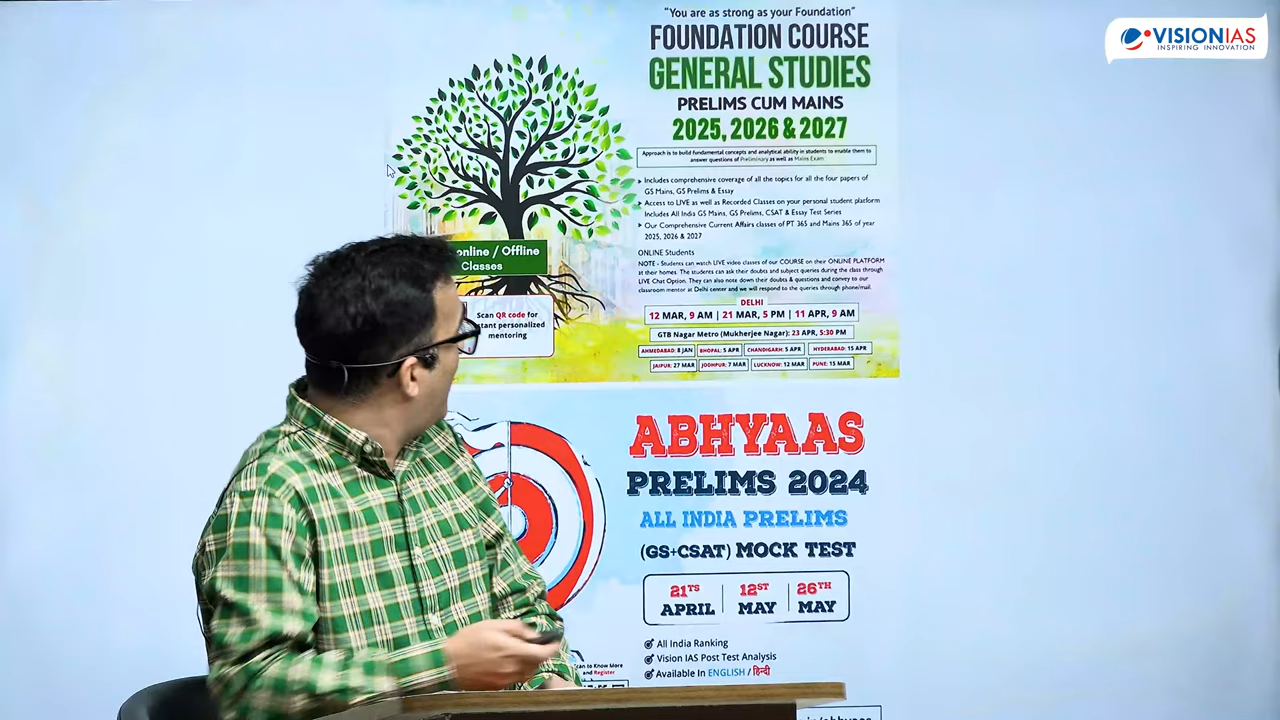 VISIONIAS
INSPIRING INNOVATION
"You are as strong as your Foundation"
FOUNDATION COURSE
GENERAL STUDIES
PRELIMS CUM MAINS
2025, 2026 & 2027
Approach is to build fundamental concepts and analytical ability in students to enable them to
answer questions of Preliminary as well as Mains Exam
Includes comprehensive coverage of all the topics for all the four papers of
GS Mains, GS Prelims & Essay
Access to LIVE as well as Recorded Classes on your personal student platform
Includes All India GS Mains, GS Prelims, CSAT & Essay Test Series
Our Comprehensive Current Affairs classes of PT 365 and Mains 365 of year
2025, 2026 & 2027
online / Offline
Classes
ONLINE Students
NOTE - Students can watch LIVE video classes of our COURSE on their ONLINE PLATFORM
at their homes. The students can ask their doubts and subject queries during the class through
LIVE Chat Option. They can also note down their doubts & questions and convey to our
classroom mentor at Delhi center and we will respond to the queries through phone/mail.
Scan QR code for
personalized
mentoring
DELHI
12 MAR, 9 AM | 21 MAR, 5 PM | 11 APR, 9 AM
GTB Nagar Metro (Mukherjee Nagar): 23 APR, 5:30 PM
AHMEDABAD: 8 JAN BHOPAL: 5 APR CHANDIGARH: 5 APR HYDERABAD: 15 APR
JAIPUR: 27 MAR JODHPUR: 7 MAR LUCKNOW: 12 MAR PUNE: 15 MAR
ABHYAAS
PRELIMS 2024
ALL INDIA PRELIMS
(GS+CSAT) MOCK TEST
21TS 12ST 26TH
APRIL MAY MAY
All India Ranking
Vision IAS Post Test Analysis
Available In ENGLISH / हिन्दी
to Know More
and Register